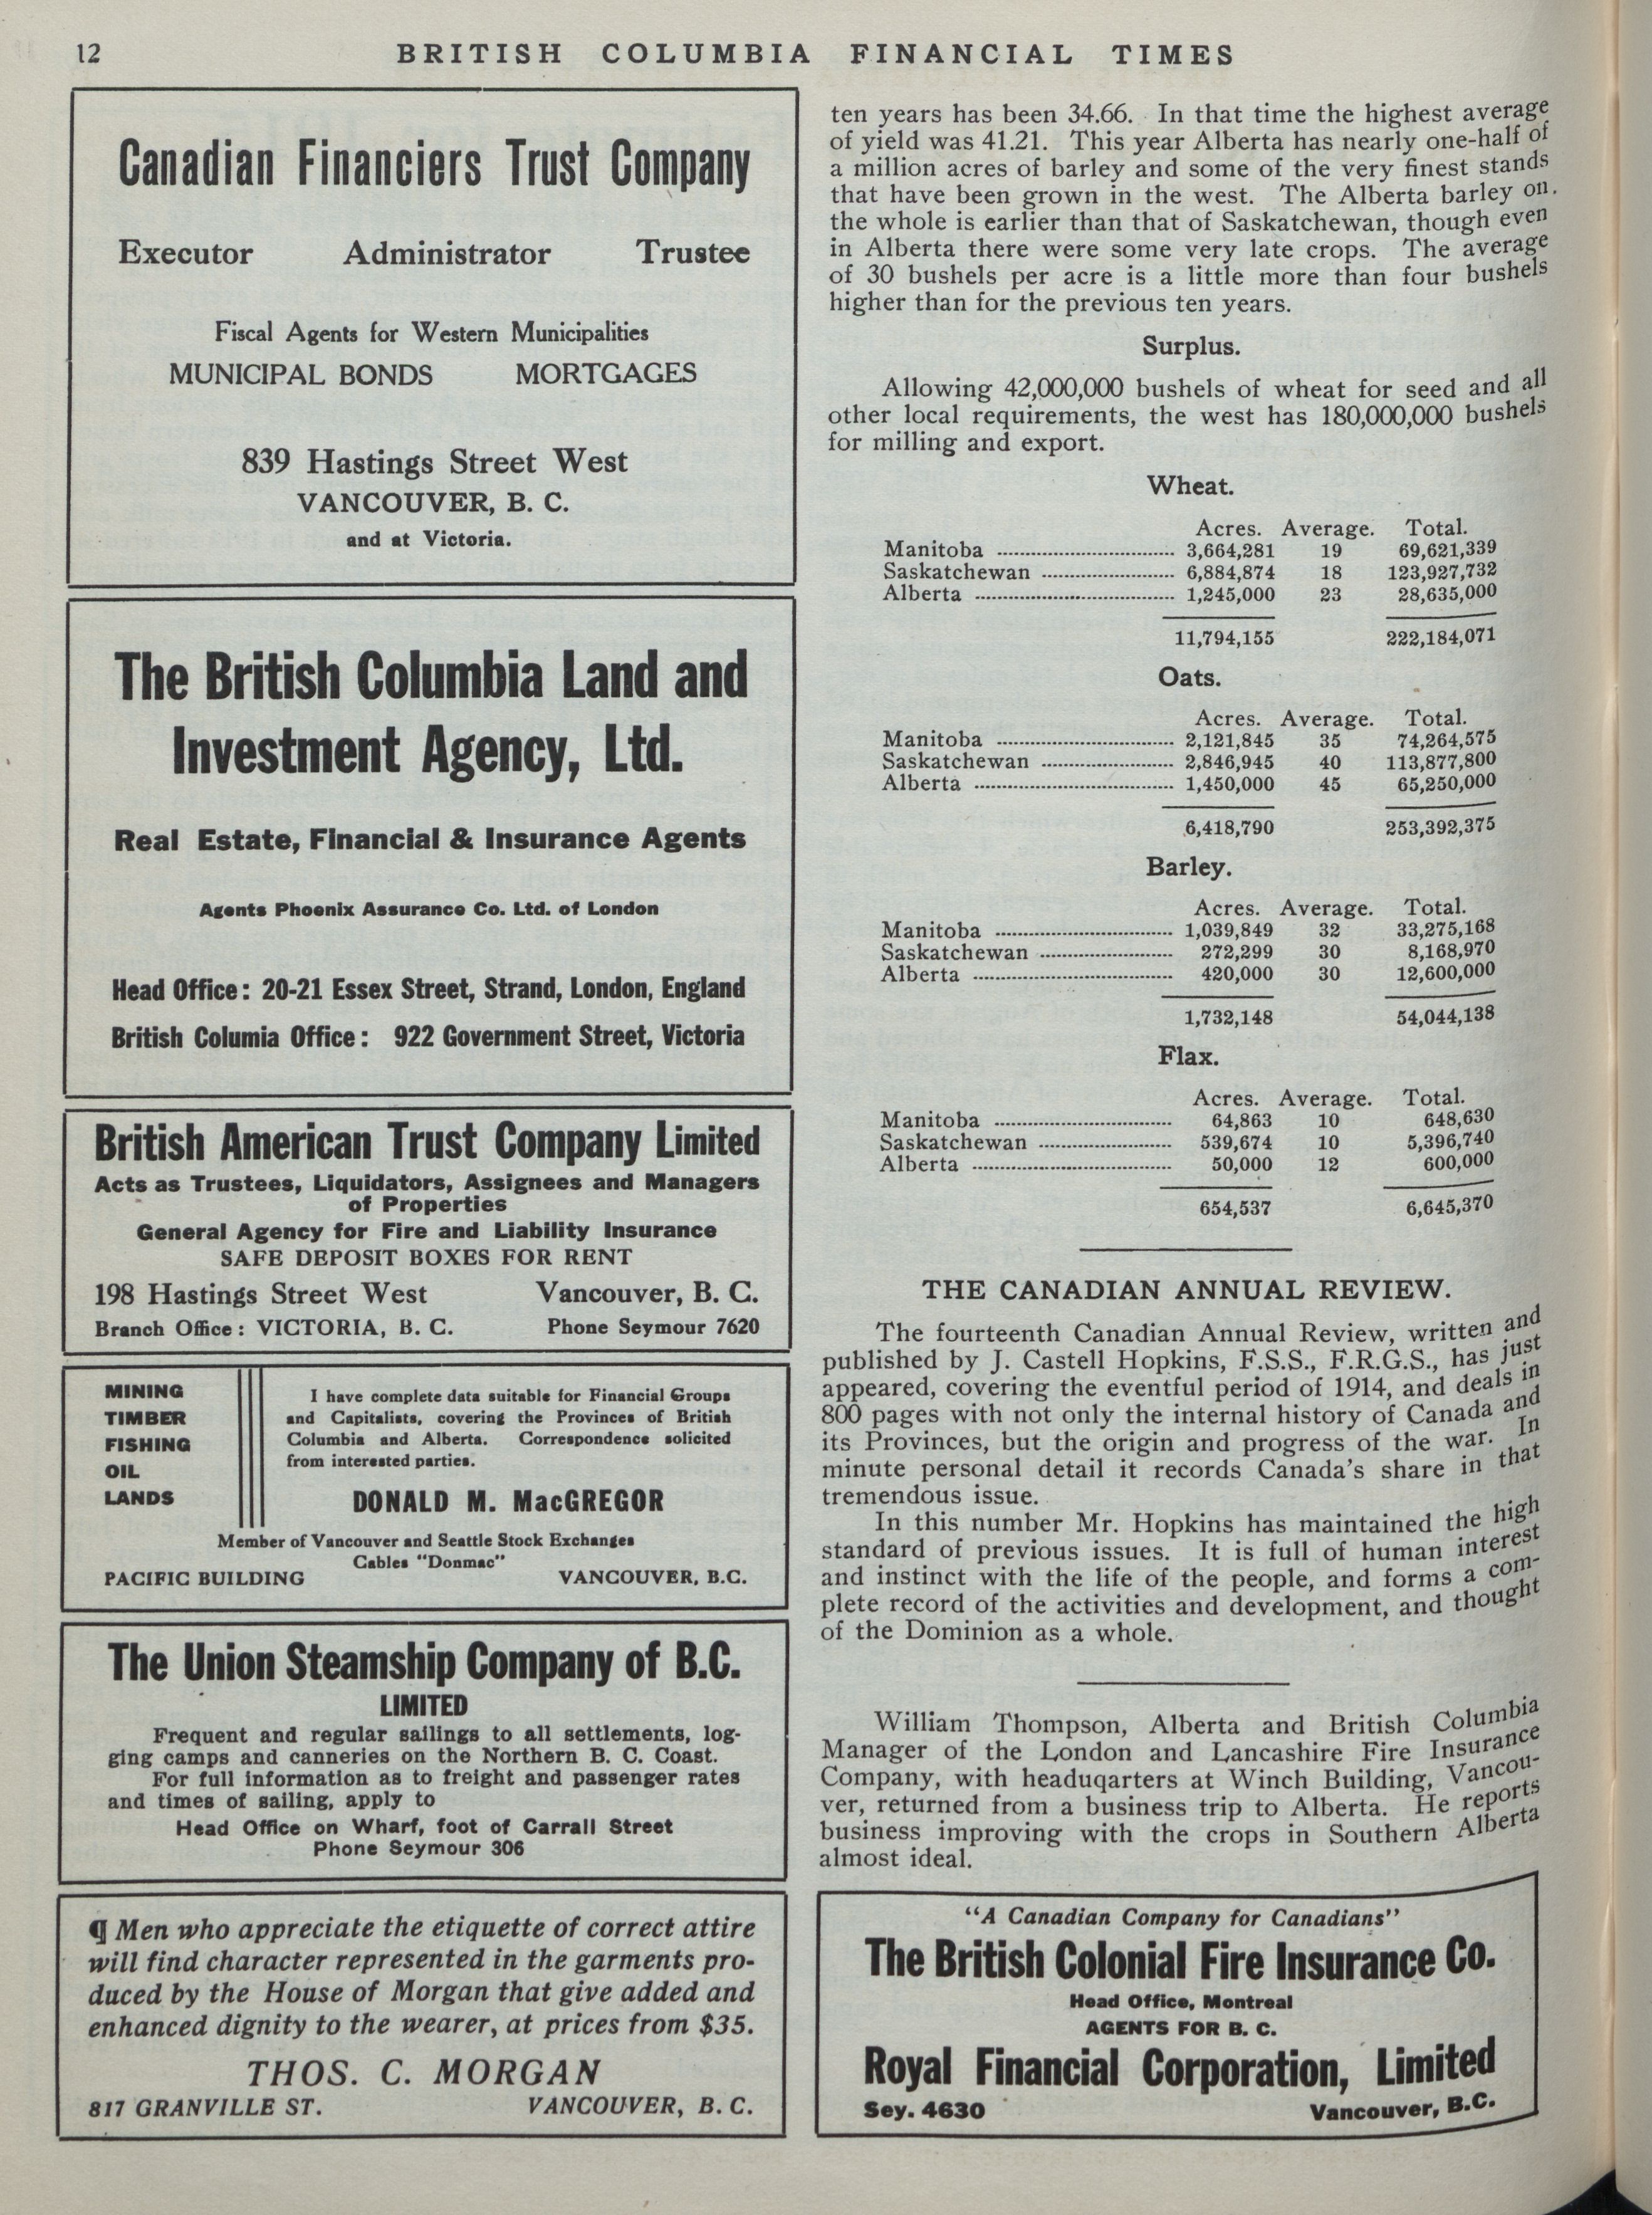 12
BRITISH COLUMBIA FINANCIAL TIMES
Canadian Financiers Trust Company
Executor Administrator Trustee
Fiscal Agents for Western Municipalities
MUNICIPAL BONDS MORTGAGES
839 Hastings Street West
VANCOUVER, B. C.
and at Victoria.
The British Columbia Land and
Investment Agency, Ltd.
Real Estate, Financial & Insurance Agents
Agents Phoenix Assurance Co. Ltd. of London
Head Office: 20-21 Essex Street, Strand, London, England
British Columia Office: 922 Government Street, Victoria
British American Trust Company Limited
Acts as Trustees, Liquidators, Assignees and Managers
of Properties
General Agency for Fire and Liability Insurance
SAFE DEPOSIT BOXES FOR RENT
198 Hastings Street West Vancouver, B. C.
Branch Office: VICTORIA, B. C. Phone Seymour 7620
MINING
TIMBER
FISHING
OIL
LANDS
I have complete data suitable for Financial Groups
and Capitalists, covering the Provinces of British
Columbia and Alberta. Correspondence solicited
from interested parties.
DONALD M. MacGREGOR
Member of Vancouver and Seattle Stock Exchanges
Cables "Donmac"
PACIFIC BUILDING VANCOUVER, B.C.
The Union Steamship Company of B.C.
LIMITED
Frequent and regular sailings to all settlements, log-
ging camps and canneries on the Northern B. C. Coast.
For full information as to freight and passenger rates
and times of sailing, apply to
Head Office on Wharf, foot of Carrall Street
Phone Seymour 306
¶ Men who appreciate the etiquette of correct attire
will find character represented in the garments pro-
duced by the House of Morgan that give added and
enhanced dignity to the wearer, at prices from $35.
THOS. C. MORGAN
817 GRANVILLE ST. VANCOUVER, B. C.
ten years has been 34.66. In that time the highest average
of yield was 41.21. This year Alberta has nearly one-half of
a million acres of barley and some of the very finest stands
that have been grown in the west. The Alberta barley on.
the whole is earlier than that of Saskatchewan, though even
in Alberta there were some very late crops. The average
of 30 bushels per acre is a little more than four bushels
higher than for the previous ten years.
Surplus.
Allowing 42,000,000 bushels of wheat for seed and all
other local requirements, the west has 180,000,000 bushels
for milling and export.
Wheat.
Acres. Average. Total.
Manitoba 3,664,281 19 69,621,339
Saskatchewan 6,884,874 18 123,927,732
Alberta 1,245,000 23 28,635,000
11,794,155 222,184,071
Oats.
Acres. Average. Total.
Manitoba 2,121,845 35 74,264,575
Saskatchewan 2,846,945 40 113,877,800
Alberta 1,450,000 45 65,250,000
6,418,790 253,392,375
Barley.
Acres. Average. Total.
Manitoba 1,039,849 32 33,275,168
Saskatchewan 272,299 30 8,168,970
Alberta 420,000 30 12,600,000
1,732,148 54,044,138
Flax.
Acres. Average. Total.
Manitoba 64,863 10 648,630
Saskatchewan 539,674 10 5,396,740
Alberta 50,000 12 600,000
654,537 6,645,370
THE CANADIAN ANNUAL REVIEW.
The fourteenth Canadian Annual Review, written and
published by J. Castell Hopkins, F.S.S., F.R.G.S., has just
appeared, covering the eventful period of 1914, and deals in
800 pages with not only the internal history of Canada and
its Provinces, but the origin and progress of the war. In
minute personal detail it records Canada's share in that
tremendous issue.
In this number Mr. Hopkins has maintained the high
standard of previous issues. It is full of human interest
and instinct with the life of the people, and forms a com-
plete record of the activities and development, and thought
of the Dominion as a whole.
William Thompson, Alberta and British Columbia
Manager of the London and Lancashire Fire Insurance
Company, with headuqarters at Winch Building, Vancou-
ver, returned from a business trip to Alberta. He reports
business improving with the crops in Southern Alberta
almost ideal.
"A Canadian Company for Canadians"
The British Colonial Fire Insurance Co.
Head Office, Montreal
AGENTS FOR B. C.
Royal Financial Corporation, Limited
Sey. 4630 Vancouver, B.C.